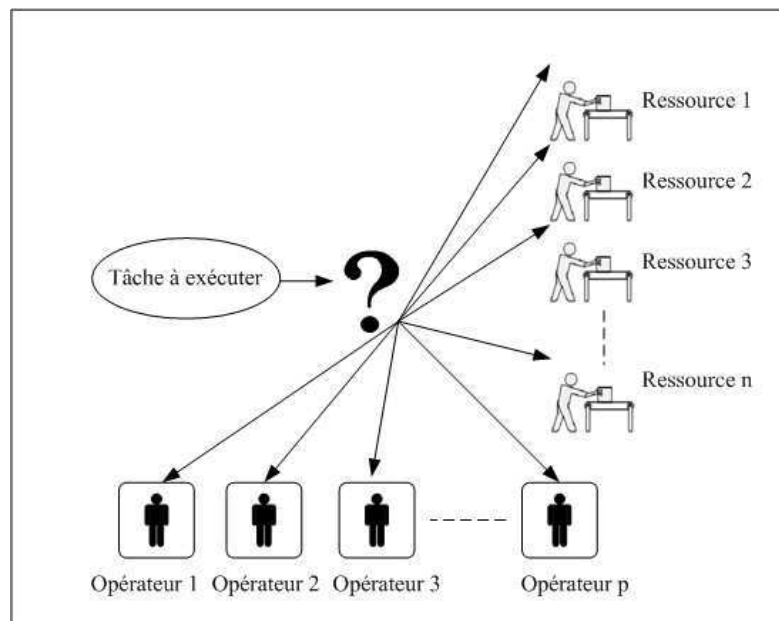 Ressource 1
Ressource 2
Tâche à exécuter
?
Ressource 3
Ressource n
Opérateur 1 Opérateur 2 Opérateur 3 Opérateur p